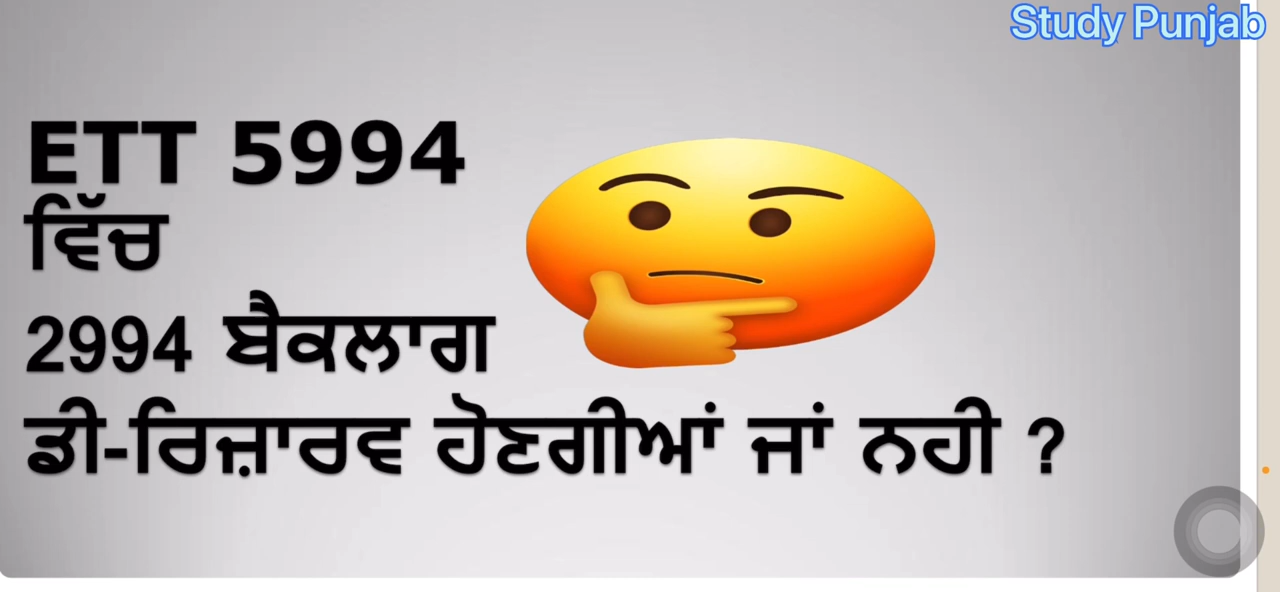 Study Punjab
ETT 5994
ਵਿੱਚ
2994 ਬੈਕਲਾਗ
ਡੀ-ਰਿਜ਼ਾਰਵ ਹੋਣਗੀਆਂ ਜਾਂ ਨਹੀ ?